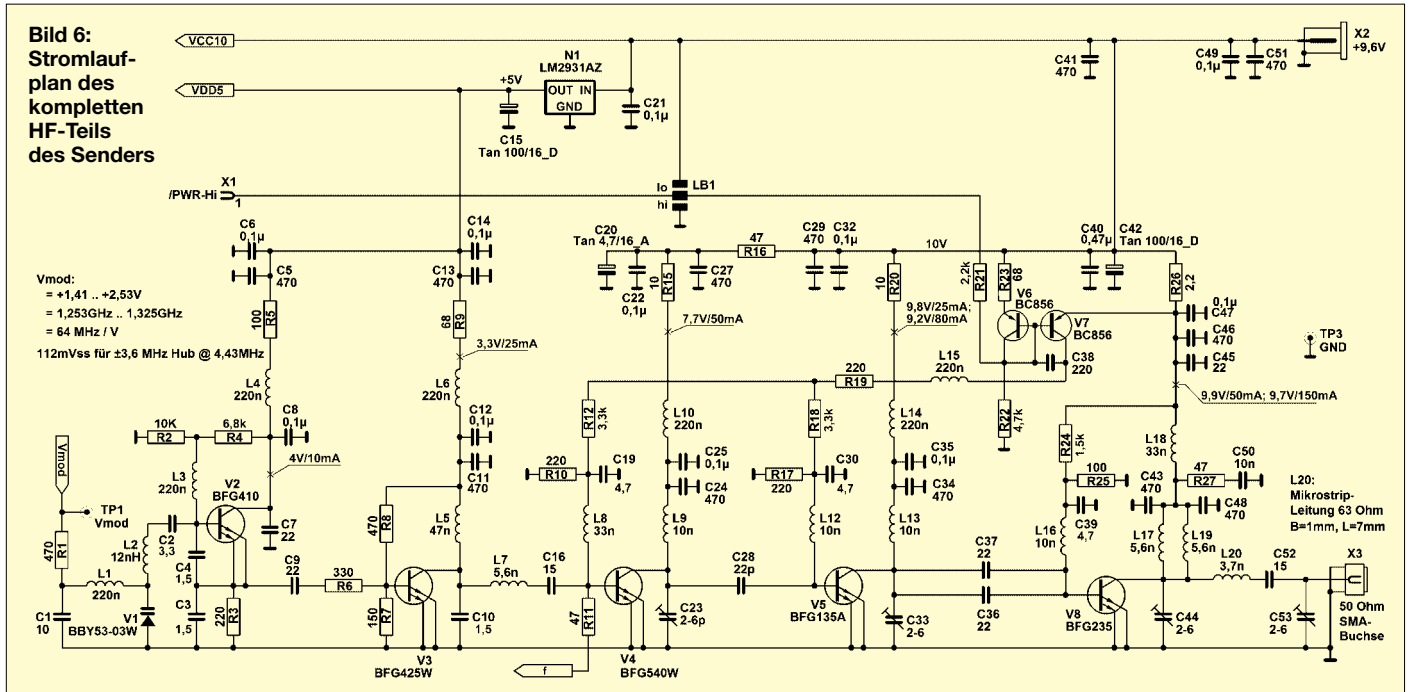 Bild 6:
Stromlauf-
plan des
kompletten
HF-Teils
des Senders
VCC10
VDD5
N1
LM2931AZ
+5V
OUT IN
GND
C21
0,1µ
C15
Tan 100/16_D
C41
470
C49
0,1µ
C51
470
X2
+9,6V
/PWR-Hi
X1
1
lo
hi
LB1
C6
0,1µ
C5
470
C14
0,1µ
C13
470
100
R5
68
R9
C20
Tan 4,7/16_A
C22
0,1µ
10
R15
C27
470
47
R16
C29
470
C32
0,1µ
10V
10
R20
2,2k
R21
R23
68
C40
0,47µ
C42
Tan 100/16_D
2,2
R26
Vmod:
= +1,41 .. +2,53V
= 1,253GHz .. 1,325GHz
= 64 MHz / V
112mVss für ±3,6 MHz Hub @ 4,43MHz
3,3V/25mA
7,7V/50mA
9,8V/25mA;
9,2V/80mA
V6
BC856
V7
BC856
0,1µ
C47
C46
470
C45
22
TP3
GND
L4
220n
L6
220n
L15
220n
220
R19
C38
220
R22
4,7k
9,9V/50mA; 9,7V/150mA
10K
R2
6,8k
R4
C8
0,1µ
C12
0,1µ
C11
470
R12
3,3k
L10
220n
R18
3,3k
L14
220n
R24
1,5k
L18
33n
4V/10mA
L3
220n
220
R10
C19
4,7
C25
0,1µ
C24
470
R17
220
C30
4,7
C35
0,1µ
C34
470
100
R25
C39
4,7
C43
470
47
R27
C50
10n
C48
470
L20:
Mikrostrip-
Leitung 63 Ohm
B=1mm, L=7mm
Vmod
TP1
Vmod
V2
BFG410
C7
22
470
R8
L5
47n
L8
33n
L9
10n
L12
10n
L13
10n
L16
10n
L17
5,6n
L19
5,6n
470
R1
L1
220n
L2
12nH
C2
3,3
C4
1,5
C9
22
330
R6
L7
5,6n
C16
15
C28
22p
C37
22
C36
22
L20
3,7n
C52
15
X3
50 Ohm
SMA-
Buchse
C1
10
V1
BBY53-03W
C3
1,5
220
R3
150
R7
V3
BFG425W
C10
1,5
47
R11
f
V4
BFG540W
C23
2-6p
V5
BFG135A
C33
2-6
V8
BFG235
C44
2-6
C53
2-6